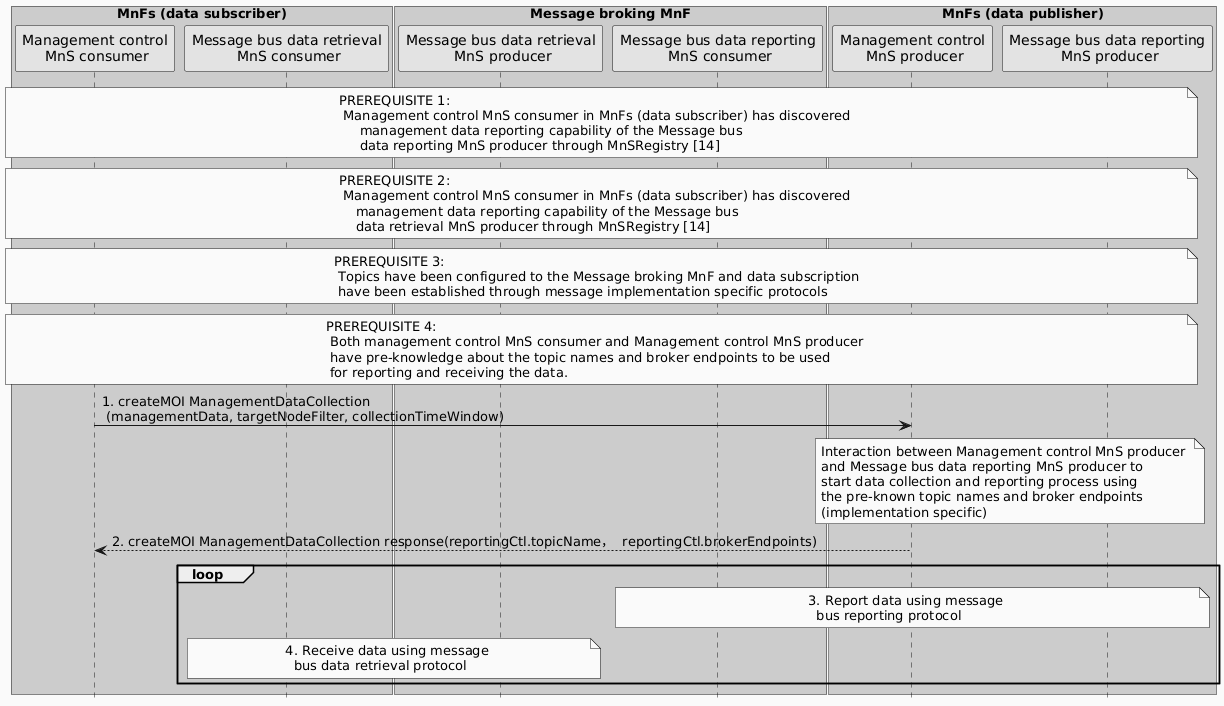 MnFs (data subscriber)
Message broking MnF
MnFs (data publisher)
Management control
MnS consumer
Message bus data retrieval
MnS consumer
Message bus data retrieval
MnS producer
Message bus data reporting
MnS consumer
Management control
MnS producer
Message bus data reporting
MnS producer
PREREQUISITE 1:
Management control MnS consumer in MnFs (data subscriber) has discovered
management data reporting capability of the Message bus
data reporting MnS producer through MnSRegistry [14]
PREREQUISITE 2:
Management control MnS consumer in MnFs (data subscriber) has discovered
management data reporting capability of the Message bus
data retrieval MnS producer through MnSRegistry [14]
PREREQUISITE 3:
Topics have been configured to the Message broking MnF and data subscription
have been established through message implementation specific protocols
PREREQUISITE 4:
Both management control MnS consumer and Management control MnS producer
have pre-knowledge about the topic names and broker endpoints to be used
for reporting and receiving the data.
1. createMOI ManagementDataCollection
(managementData, targetNodeFilter, collectionTimeWindow)
Interaction between Management control MnS producer
and Message bus data reporting MnS producer to
start data collection and reporting process using
the pre-known topic names and broker endpoints
(implementation specific)
2. createMOI ManagementDataCollection response(reportingCtl.topicName， reportingCtl.brokerEndpoints)
loop
3. Report data using message
bus reporting protocol
4. Receive data using message
bus data retrieval protocol